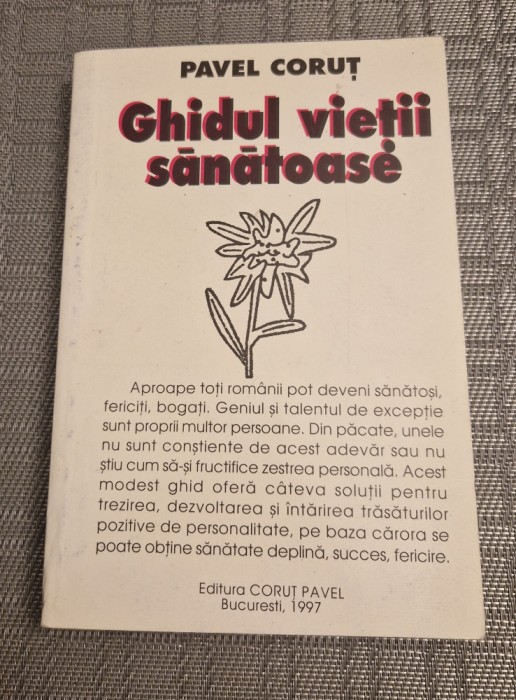 PAVEL CORUȚ
Ghidul vieții
sănătoase
Aproape toți românii pot deveni sănătoși,
fericiți, bogați. Geniul și talentul de excepție
sunt proprii multor persoane. Din păcate, unele
nu sunt conștiente de acest adevăr sau nu
știu cum să-și fructifice zestrea personală. Acest
modest ghid oferă câteva soluții pentru
trezirea, dezvoltarea și întărirea trăsăturilor
pozitive de personalitate, pe baza cărora se
poate obține sănătate deplină, succes, fericire.
Editura CORUȚ PAVEL
Bucuresti, 1997